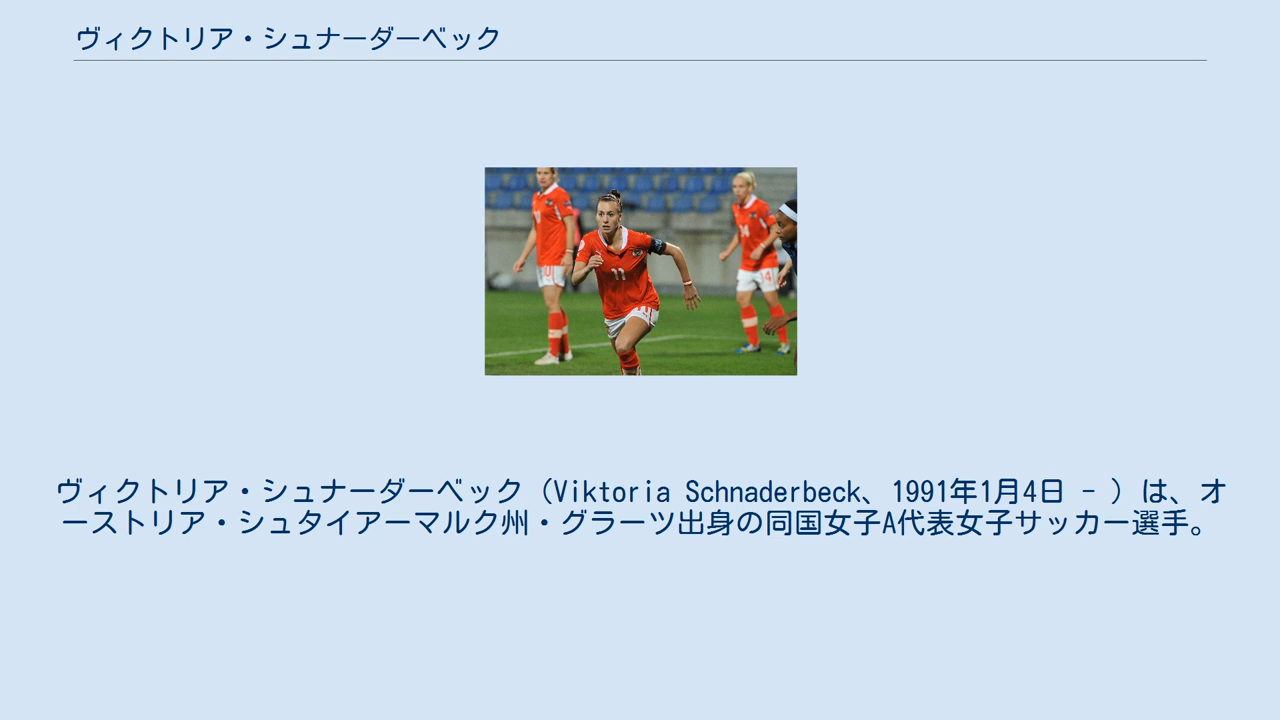 ヴィクトリア・シュナーダーベック
11
14
ヴィクトリア・シュナーダーベック（Viktoria Schnaderbeck、1991年1月4日 - ）は、オ
ーストリア・シュタイアーマルク州・グラーツ出身の同国女子A代表女子サッカー選手。